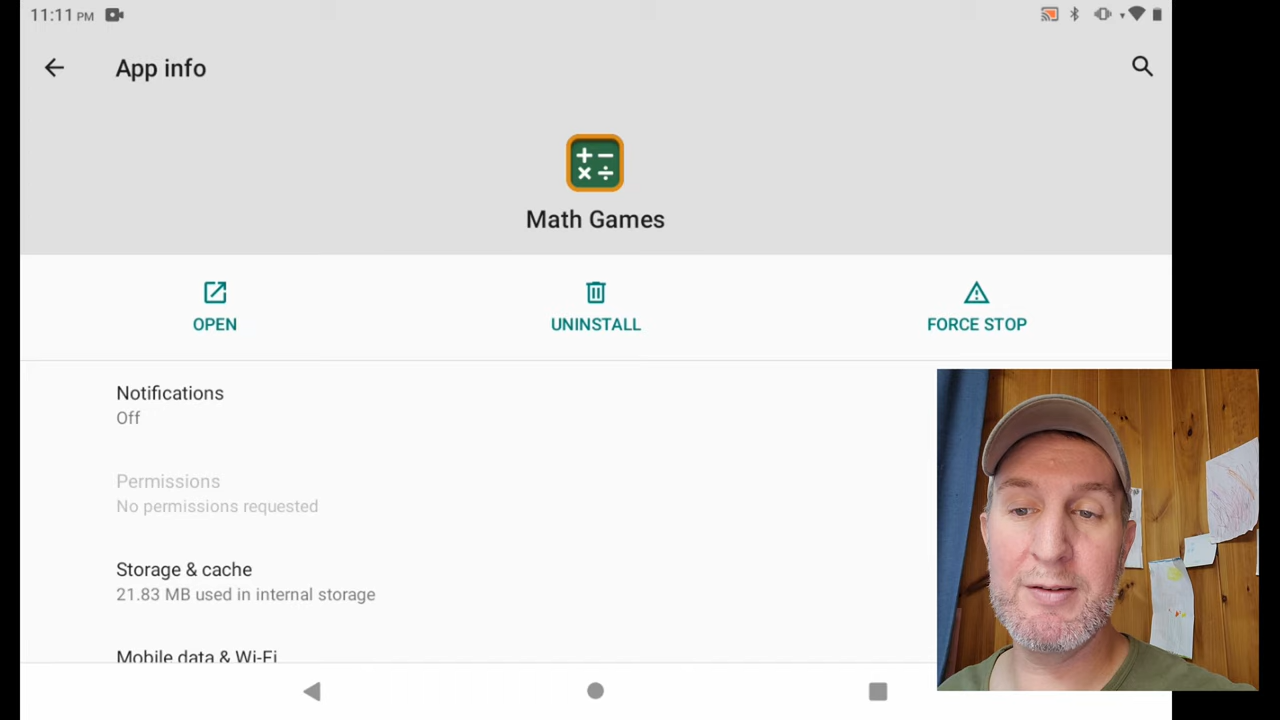 11:11 PM
App info
Math Games
OPEN
UNINSTALL
FORCE STOP
Notifications
Off
Permissions
No permissions requested
Storage & cache
21.83 MB used in internal storage
Mobile data & Wi-Fi